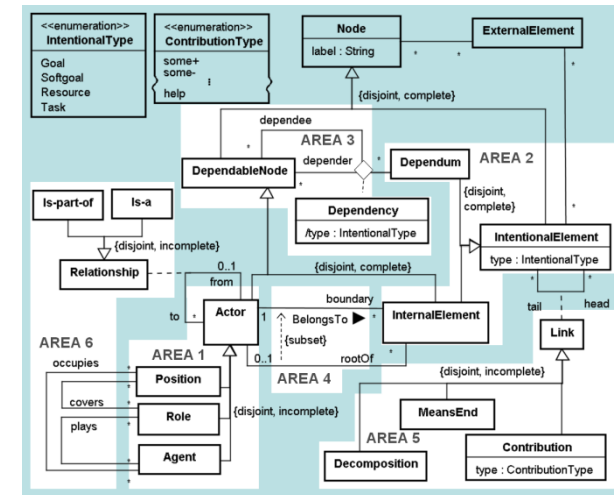 <<enumeration>>
IntentionalType
Goal
Softgoal
Resource
Task
<<enumeration>>
ContributionType
some+
some-
⋮
help
Node
label : String
ExternalElement
*
*
*
{disjoint, complete}
dependee
AREA 3
*
DependableNode
depender
*
*
Dependum
AREA 2
{disjoint,
complete}
*
Dependency
/type : IntentionalType
IntentionalElement
type : IntentionalType
*
*
tail
head
Is-part-of
Is-a
{disjoint, incomplete}
Relationship
0..1
from
to
*
{disjoint, complete}
Actor
1
boundary
BelongsTo
*
{subset}
InternalElement
0..1
rootOf
*
AREA 4
Link
AREA 6
AREA 1
occupies
*
Position
*
covers
*
Role
*
{disjoint, incomplete}
plays
*
Agent
*
{disjoint, incomplete}
MeansEnd
AREA 5
Decomposition
Contribution
type : ContributionType